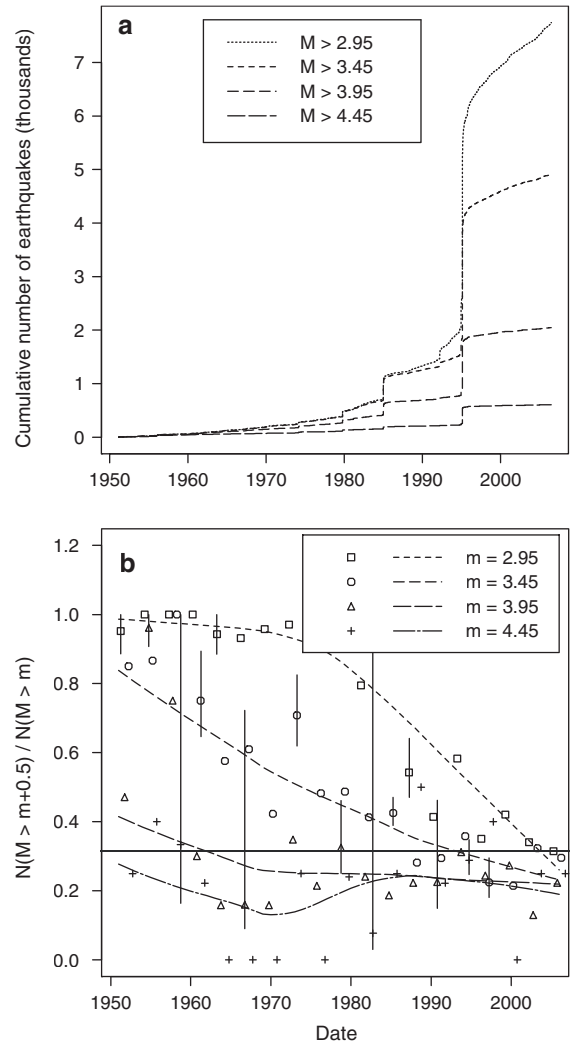 a
M > 2.95
M > 3.45
M > 3.95
M > 4.45
Cumulative number of earthquakes (thousands)
7
6
5
4
3
2
1
0
1950 1960 1970 1980 1990 2000
b
m = 2.95
m = 3.45
m = 3.95
m = 4.45
N(M > m+0.5) / N(M > m)
1.2
1.0
0.8
0.6
0.4
0.2
0.0
1950 1960 1970 1980 1990 2000
Date